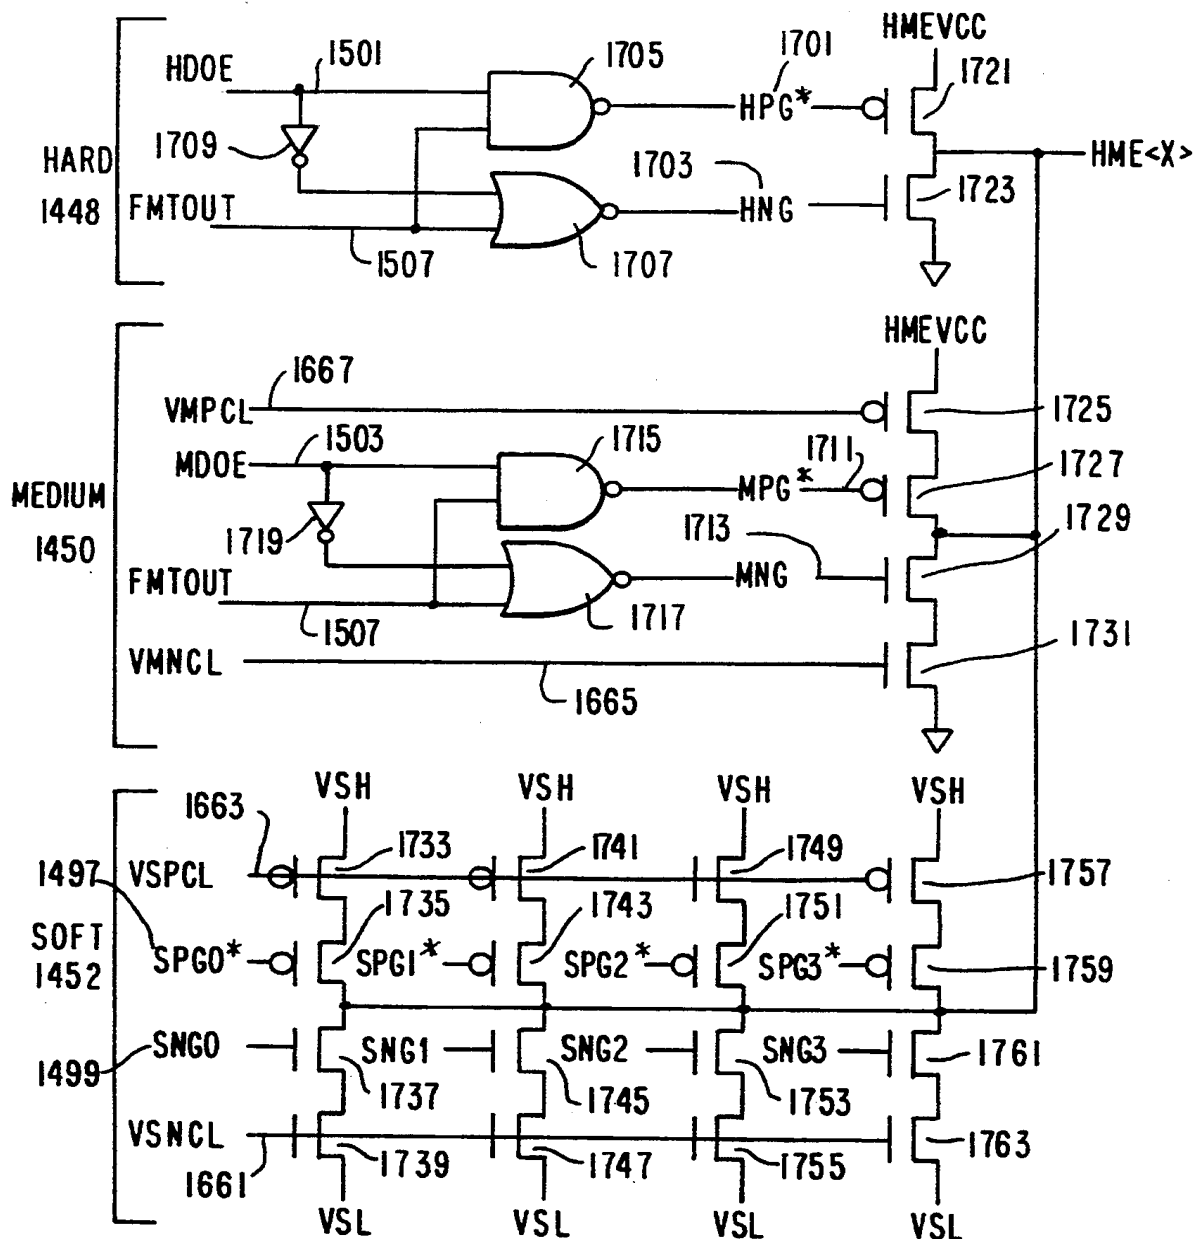 HMEVCC
HDOE 1501 1705 1701 1721
HPG*
1709 HME<X>
HARD 1703
1448 FMTOUT HNG 1723
1507 1707
HMEVCC
1667
VMPCL 1725
1503 1715 1711
MDOE MPG* 1727
MEDIUM 1713 1729
1450 1719
FMTOUT MNG
1507 1717
1731
VMNCL
1665
VSH VSH VSH VSH
1663 1733 1741 1749
VSPCL 1757
1497 1735 1743 1751
SOFT
1452 SPG0* SPG1* SPG2* SPG3* 1759
SNG0 SNG1 SNG2 SNG3 1761
1499 1737 1745 1753
VSNCL 1763
1661 1739 1747 1755
VSL VSL VSL VSL